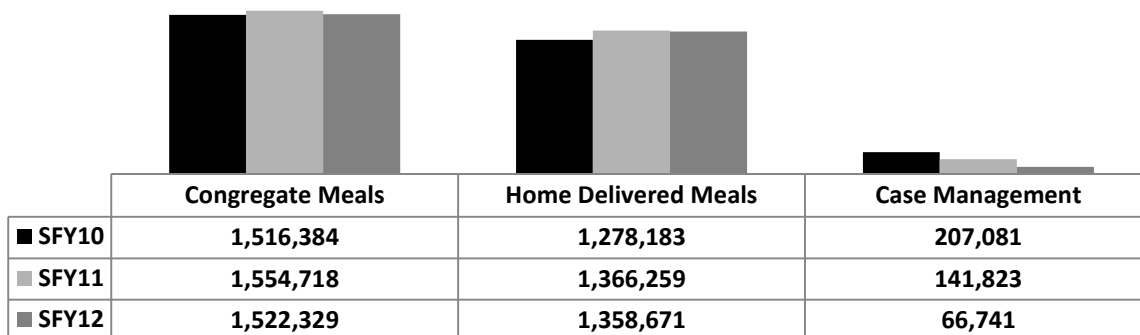 Congregate Meals Home Delivered Meals Case Management
SFY10 1,516,384 1,278,183 207,081
SFY11 1,554,718 1,366,259 141,823
SFY12 1,522,329 1,358,671 66,741